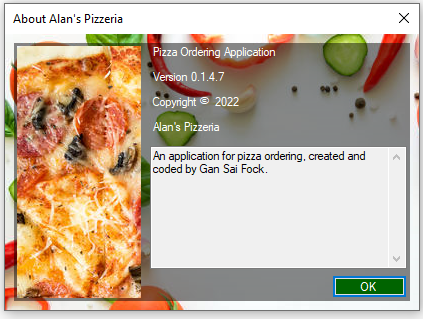 About Alan's Pizzeria
Pizza Ordering Application
Version 0.1.4.7
Copyright © 2022
Alan's Pizzeria
An application for pizza ordering, created and
coded by Gan Sai Fock.
OK